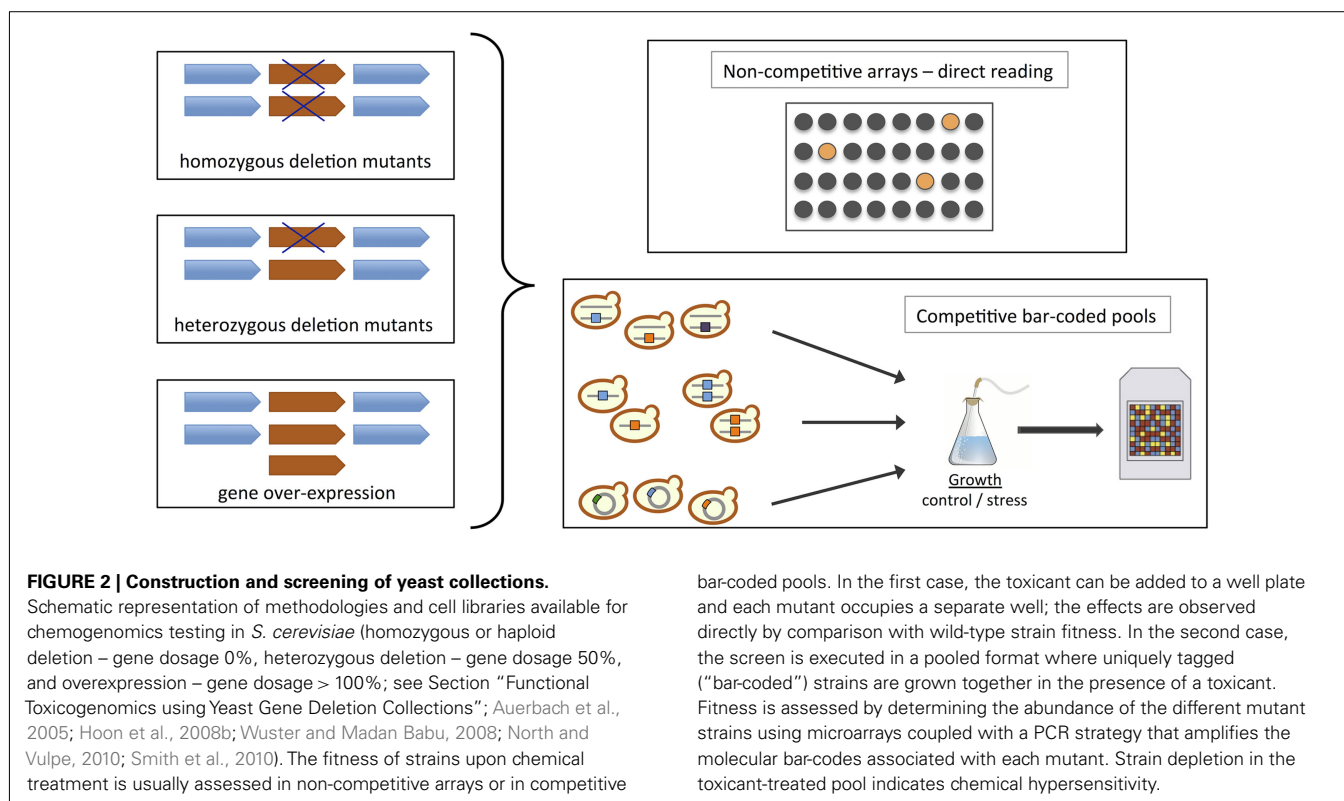 homozygous deletion mutants
heterozygous deletion mutants
gene over-expression
Non-competitive arrays – direct reading
Competitive bar-coded pools
Growth
control / stress
FIGURE 2 | Construction and screening of yeast collections.
Schematic representation of methodologies and cell libraries available for
chemogenomics testing in S. cerevisiae (homozygous or haploid
deletion – gene dosage 0%, heterozygous deletion – gene dosage 50%,
and overexpression – gene dosage > 100%; see Section “Functional
Toxicogenomics using Yeast Gene Deletion Collections”; Auerbach et al.,
2005; Hoon et al., 2008b; Wuster and Madan Babu, 2008; North and
Vulpe, 2010; Smith et al., 2010). The fitness of strains upon chemical
treatment is usually assessed in non-competitive arrays or in competitive
bar-coded pools. In the first case, the toxicant can be added to a well plate
and each mutant occupies a separate well; the effects are observed
directly by comparison with wild-type strain fitness. In the second case,
the screen is executed in a pooled format where uniquely tagged
(“bar-coded”) strains are grown together in the presence of a toxicant.
Fitness is assessed by determining the abundance of the different mutant
strains using microarrays coupled with a PCR strategy that amplifies the
molecular bar-codes associated with each mutant. Strain depletion in the
toxicant-treated pool indicates chemical hypersensitivity.